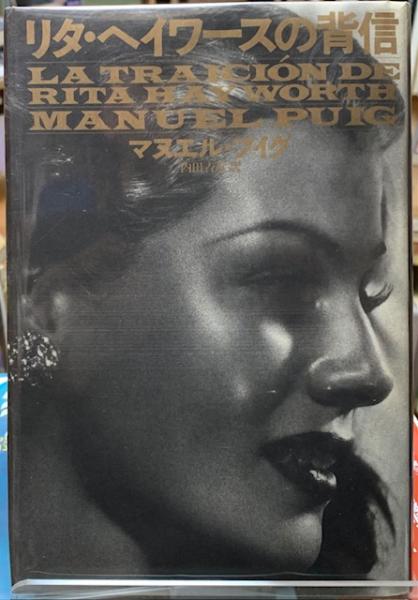 リタ・ヘイワースの背信
LA TRAICIÓN DE
RITA HAYWORTH
MANUEL PUIG
マヌエル・プイグ